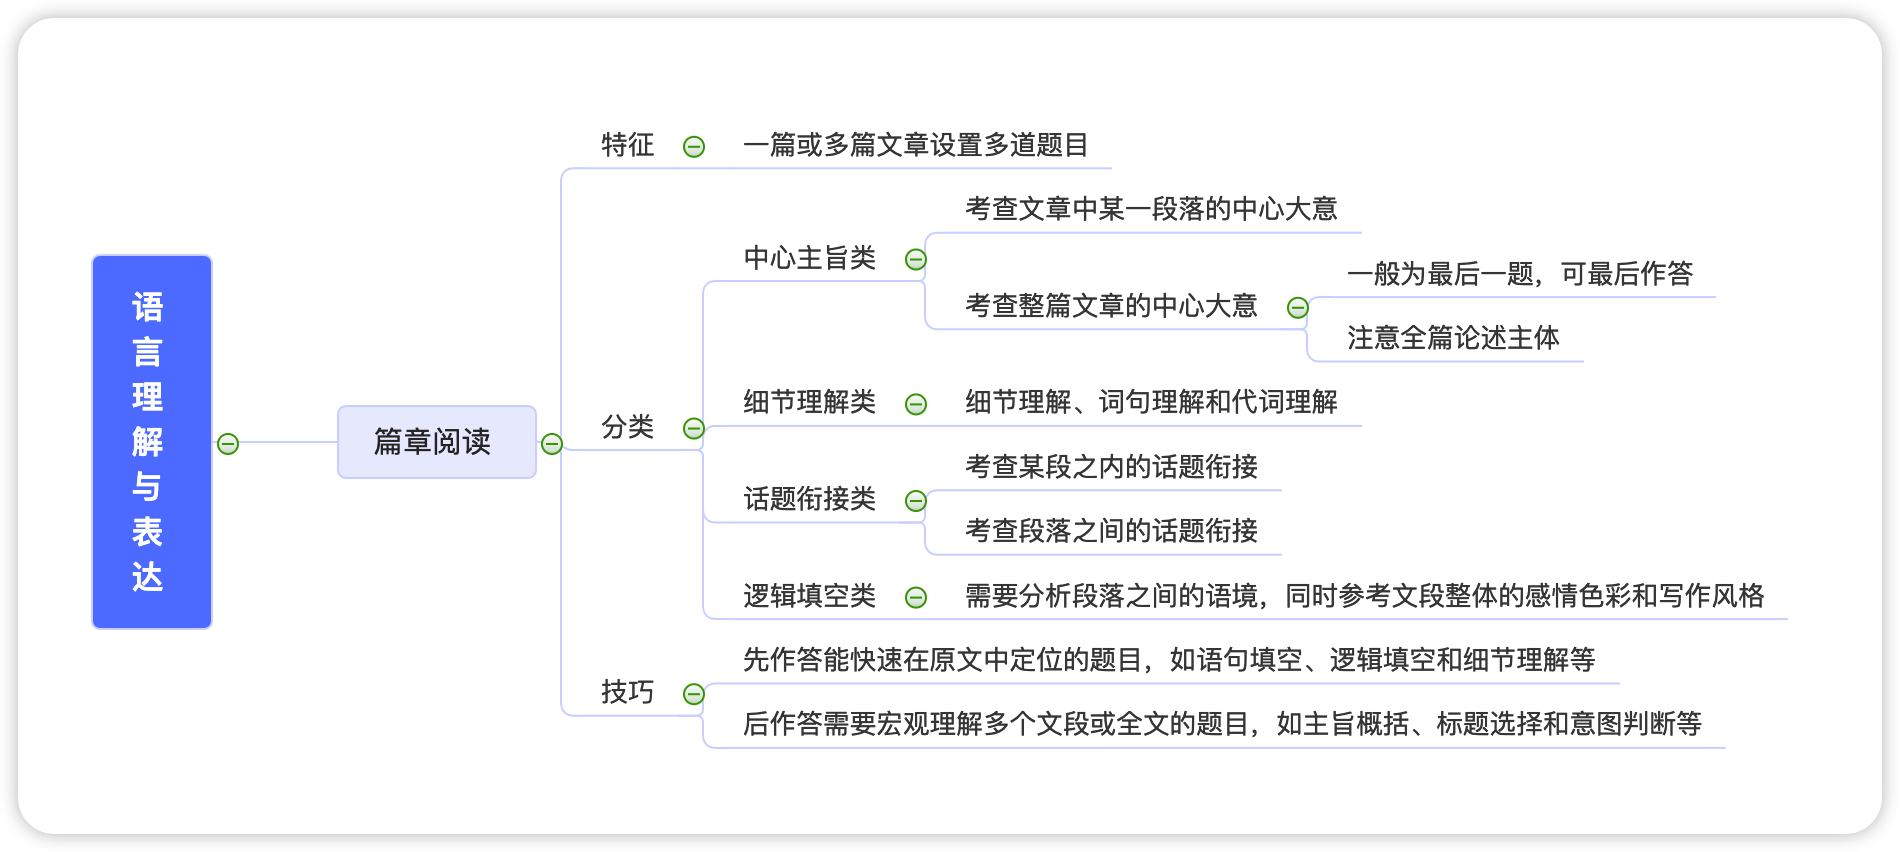 语言理解与表达
篇章阅读
特征
一篇或多篇文章设置多道题目
分类
中心主旨类
考查文章中某一段落的中心大意
考查整篇文章的中心大意
一般为最后一题，可最后作答
注意全篇论述主体
细节理解类
细节理解、词句理解和代词理解
话题衔接类
考查某段之内的话题衔接
考查段落之间的话题衔接
逻辑填空类
需要分析段落之间的语境，同时参考文段整体的感情色彩和写作风格
技巧
先作答能快速在原文中定位的题目，如语句填空、逻辑填空和细节理解等
后作答需要宏观理解多个文段或全文的题目，如主旨概括、标题选择和意图判断等